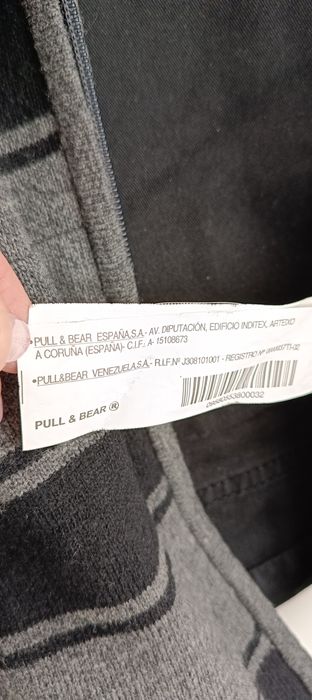 •PULL & BEAR ESPAÑA,S.A.- AV. DIPUTACIÓN, EDIFICIO INDITEX, ARTEIXO
A CORUÑA (ESPAÑA)- C.I.F.: A- 15108673
•PULL&BEAR VENEZUELA,S.A.- R.I.F.Nº J308101001 - REGISTRO Nº
PULL & BEAR ®
09590553800032